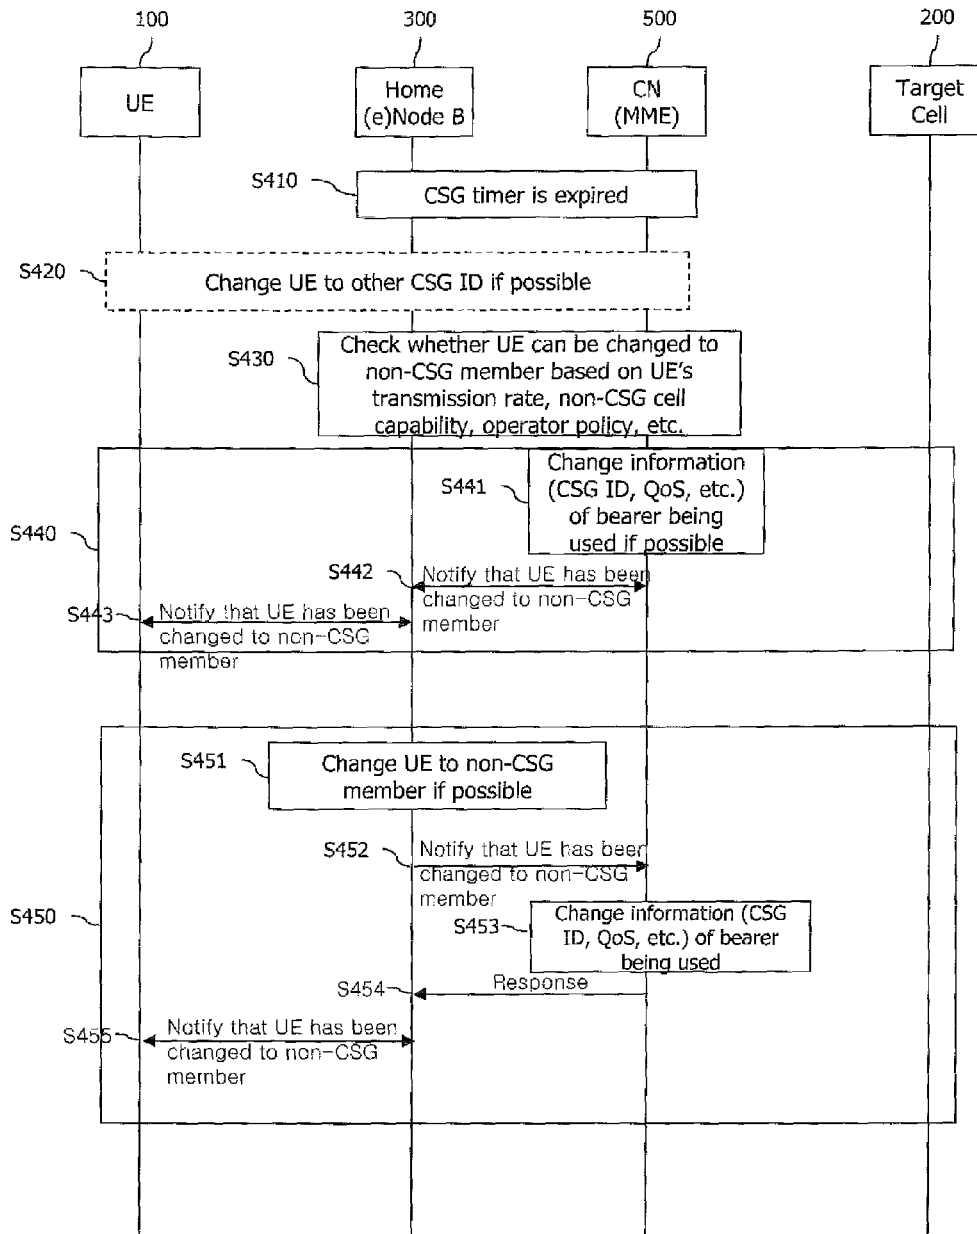 100
300
500
200
UE
Home
(e)Node B
CN
(MME)
Target
Cell
S410
CSG timer is expired
S420
Change UE to other CSG ID if possible
S430
Check whether UE can be changed to
non-CSG member based on UE's
transmission rate, non-CSG cell
capability, operator policy, etc.
S440
S441
Change information
(CSG ID, QoS, etc.)
of bearer being
used if possible
S442
Notify that UE has been
changed to non-CSG
member
S443
Notify that UE has been
changed to non-CSG
member
S450
S451
Change UE to non-CSG
member if possible
S452
Notify that UE has been
changed to non-CSG
member
S453
Change information (CSG
ID, QoS, etc.) of bearer
being used
S454
Response
S455
Notify that UE has been
changed to non-CSG
member